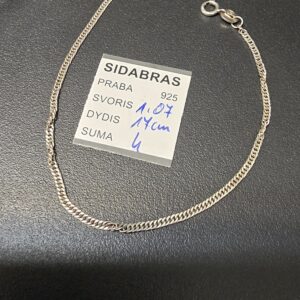 SIDABRAS
PRABA 925
SVORIS 1.07
DYDIS 17cm
SUMA 4